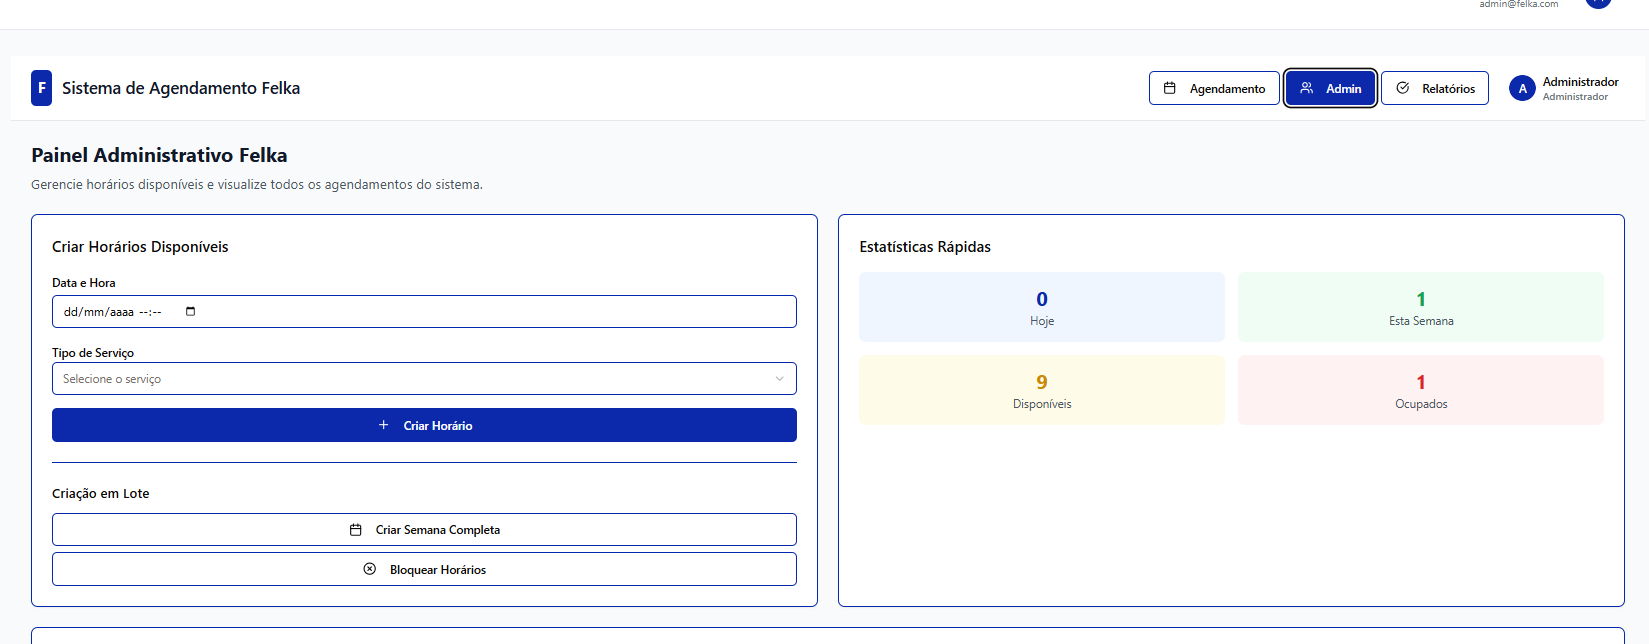 admin@felka.com
F Sistema de Agendamento Felka
Agendamento
Admin
Relatórios
A
Administrador
Administrador
Painel Administrativo Felka
Gerencie horários disponíveis e visualize todos os agendamentos do sistema.
Criar Horários Disponíveis
Data e Hora
dd/mm/aaaa --:--
Tipo de Serviço
Selecione o serviço
+ Criar Horário
Criação em Lote
Criar Semana Completa
Bloquear Horários
Estatísticas Rápidas
0
Hoje
1
Esta Semana
9
Disponíveis
1
Ocupados